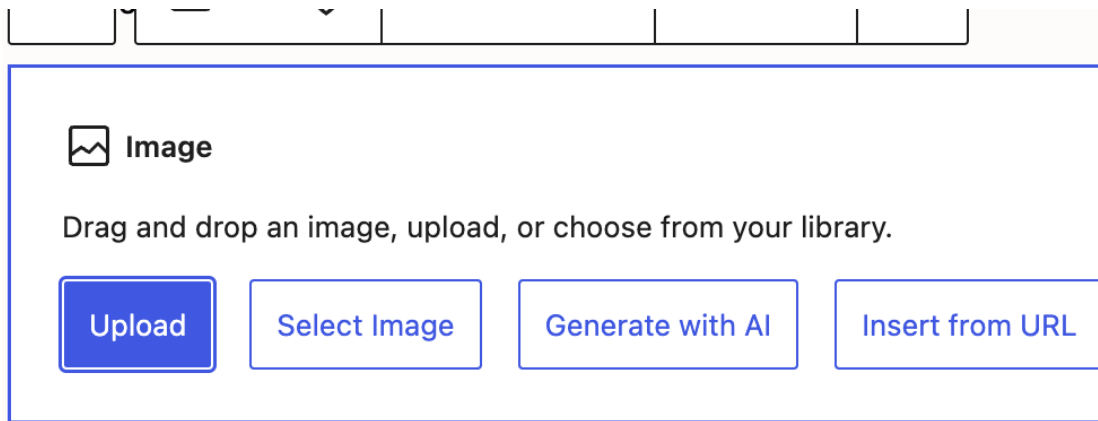 Image
Drag and drop an image, upload, or choose from your library.
Upload Select Image Generate with AI Insert from URL